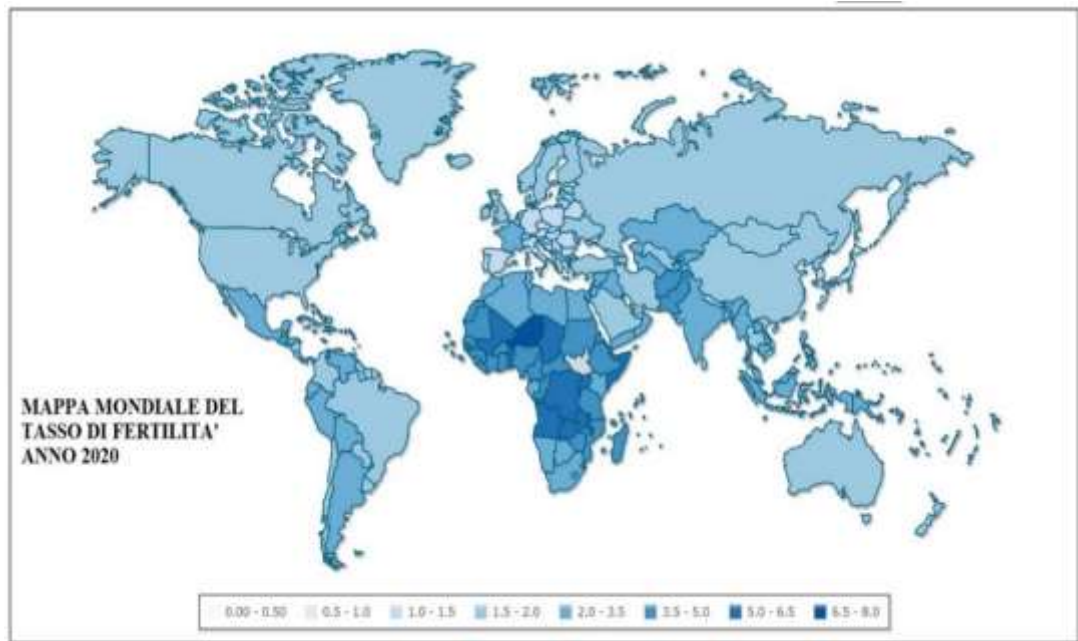 MAPPA MONDIALE DEL
TASSO DI FERTILITA'
ANNO 2020
0.00 - 0.50 0.5 - 1.0 1.0 - 1.5 1.5 - 2.0 2.0 - 3.5 3.5 - 5.0 5.0 - 6.5 6.5 - 8.0